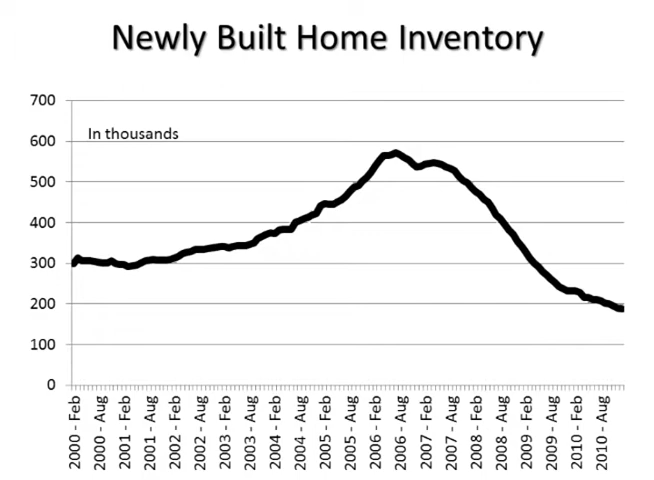 Newly Built Home Inventory
700
In thousands
600
500
400
300
200
100
0
2000 - Feb
2000 - Aug
2001 - Feb
2001 - Aug
2002 - Feb
2002 - Aug
2003 - Feb
2003 - Aug
2004 - Feb
2004 - Aug
2005 - Feb
2005 - Aug
2006 - Feb
2006 - Aug
2007 - Feb
2007 - Aug
2008 - Feb
2008 - Aug
2009 - Feb
2009 - Aug
2010 - Feb
2010 - Aug